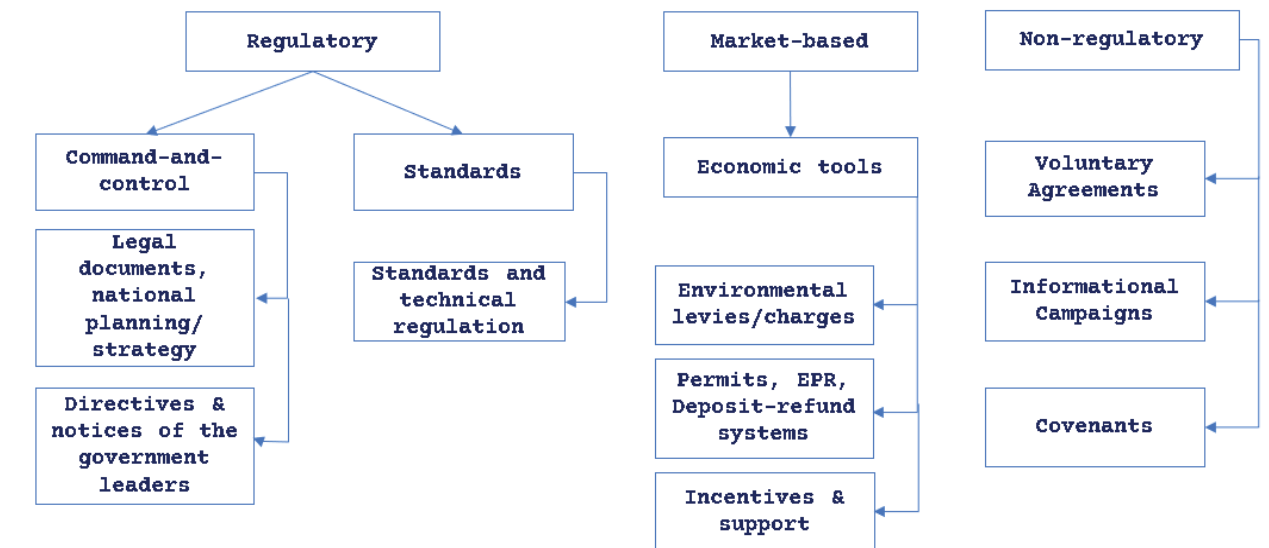 Regulatory
Market-based
Non-regulatory
Command-and-
control
Standards
Economic tools
Voluntary
Agreements
Legal
documents,
national
planning/
strategy
Standards and
technical
regulation
Environmental
levies/charges
Informational
Campaigns
Directives &
notices of the
government
leaders
Permits, EPR,
Deposit-refund
systems
Covenants
Incentives &
support